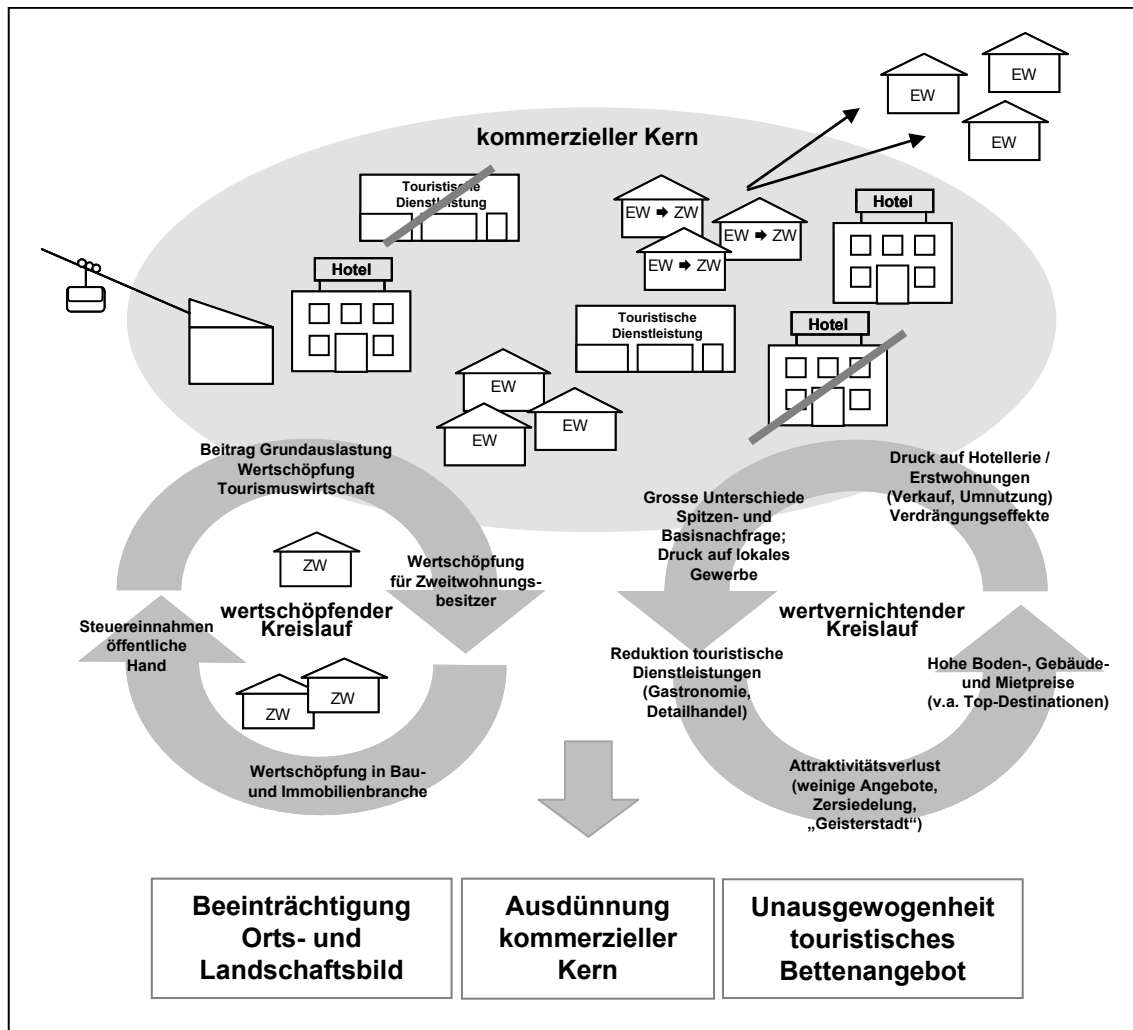 EW
EW
EW
kommerzieller Kern
Touristische
Dienstleistung
EW ➡ ZW
EW ➡ ZW
EW ➡ ZW
Hotel
Hotel
Touristische
Dienstleistung
Hotel
EW
EW
EW
Beitrag Grundauslastung
Wertschöpfung
Tourismuswirtschaft
ZW
Wertschöpfung
für Zweitwohnungs-
besitzer
wertschöpfender
Kreislauf
Steuereinnahmen
öffentliche
Hand
ZW
ZW
Wertschöpfung in Bau-
und Immobilienbranche
Druck auf Hotellerie /
Erstwohnungen
(Verkauf, Umnutzung)
Verdrängungseffekte
Grosse Unterschiede
Spitzen- und
Basisnachfrage;
Druck auf lokales
Gewerbe
wertvernichtender
Kreislauf
Reduktion touristische
Dienstleistungen
(Gastronomie,
Detailhandel)
Hohe Boden-, Gebäude-
und Mietpreise
(v.a. Top-Destinationen)
Attraktivitätsverlust
(weinige Angebote,
Zersiedelung,
„Geisterstadt“)
Beeinträchtigung
Orts- und
Landschaftsbild
Ausdünnung
kommerzieller
Kern
Unausgewogenheit
touristisches
Bettenangebot